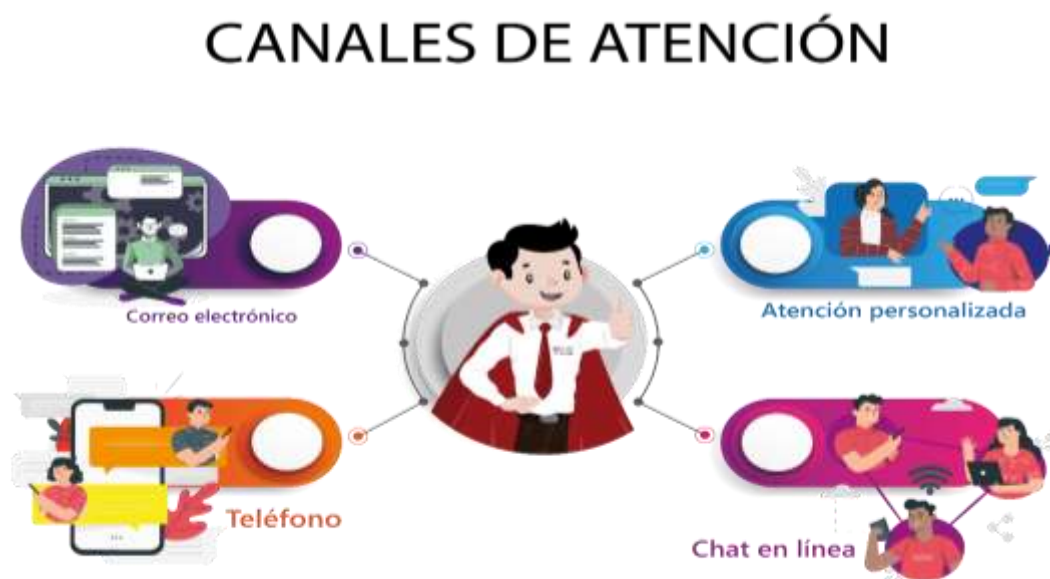 CANALES DE ATENCIÓN
Correo electrónico
Atención personalizada
Teléfono
Chat en línea